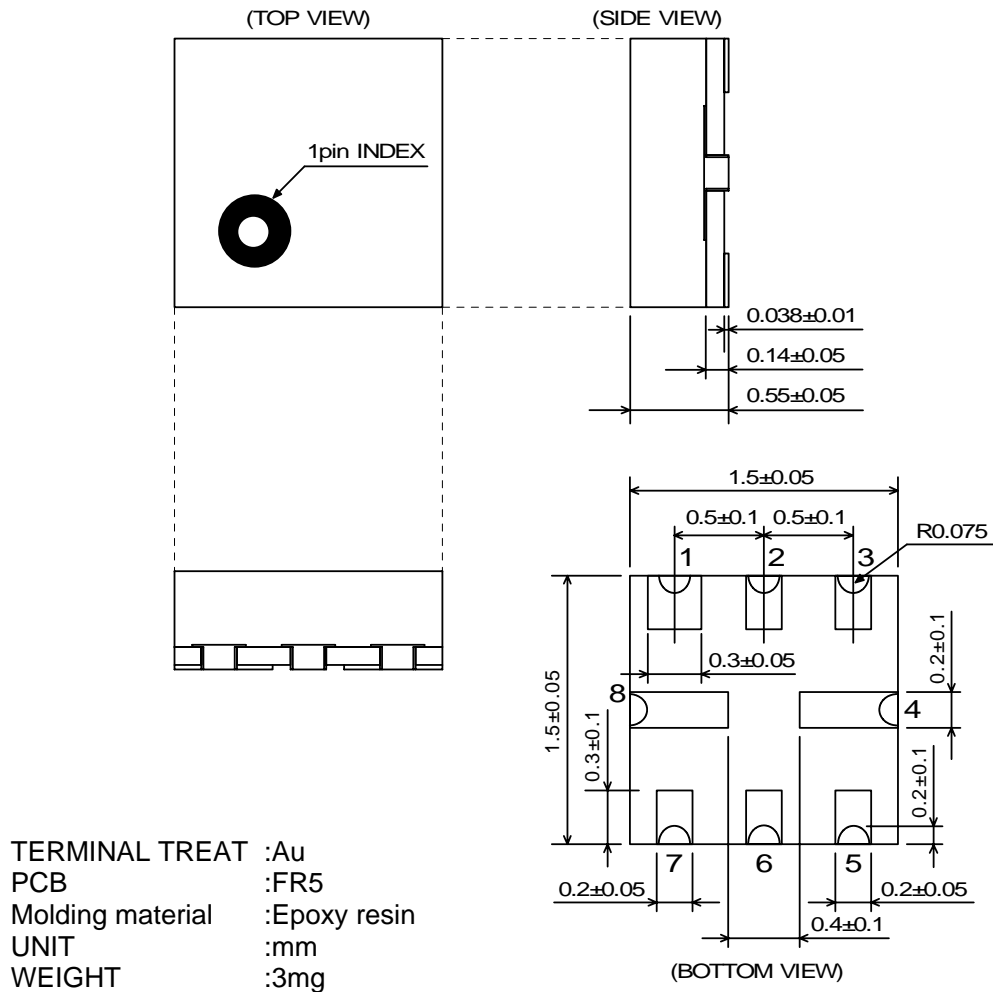 (TOP VIEW)
(SIDE VIEW)
1pin INDEX
0.038±0.01
0.14±0.05
0.55±0.05
1.5±0.05
0.5±0.1
0.5±0.1
R0.075
1
2
3
0.3±0.05
0.2±0.1
8
4
1.5±0.05
0.3±0.1
0.2±0.1
7
6
5
0.2±0.05
0.2±0.05
0.4±0.1
(BOTTOM VIEW)
TERMINAL TREAT :Au
PCB :FR5
Molding material :Epoxy resin
UNIT :mm
WEIGHT :3mg